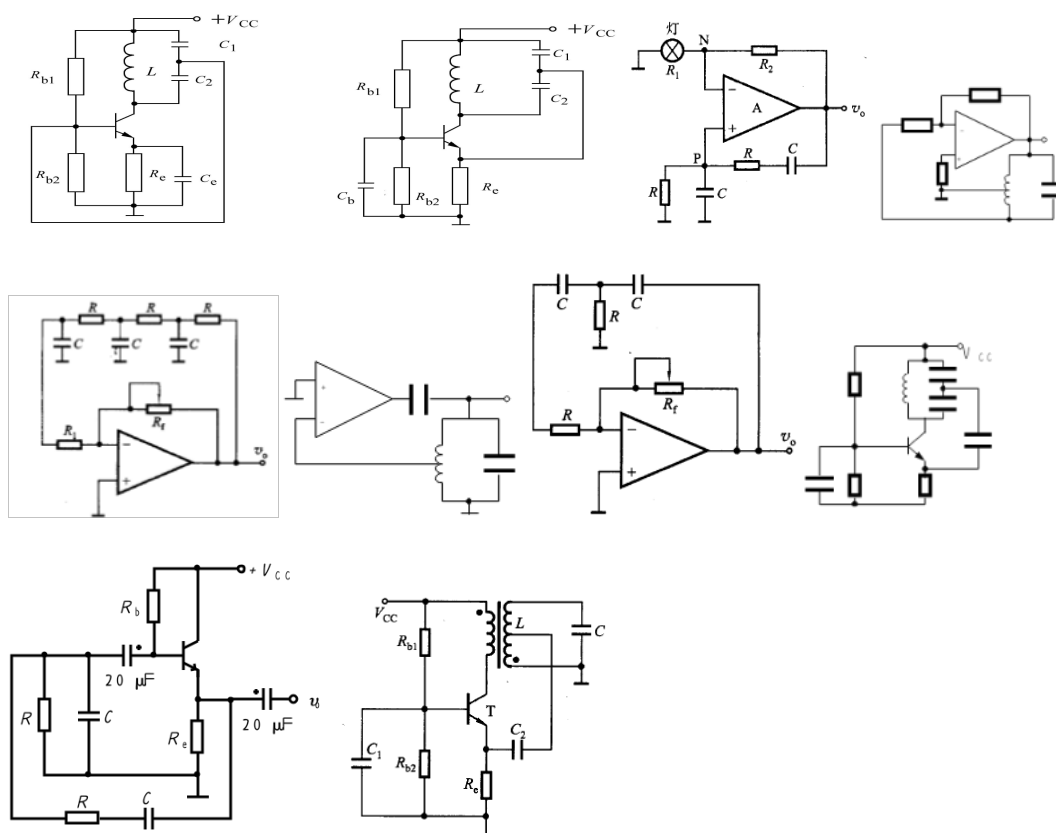 +V_CC
C_1
R_b1
L
C_2
R_b2
R_e
C_e
+V_CC
C_1
R_b1
L
C_2
C_b
R_b2
R_e
灯
N
R_1
R_2
A
v_o
P
R
C
R
C
R
R
R
C
C
C
R_f
R_1
v_o
C
C
R
R
R_f
v_o
V_CC
+V_CC
R_b
20 μF
R
C
R_e
20 μF
R
C
V_CC
R_b1
L
C
T
C_1
R_b2
C_2
R_e